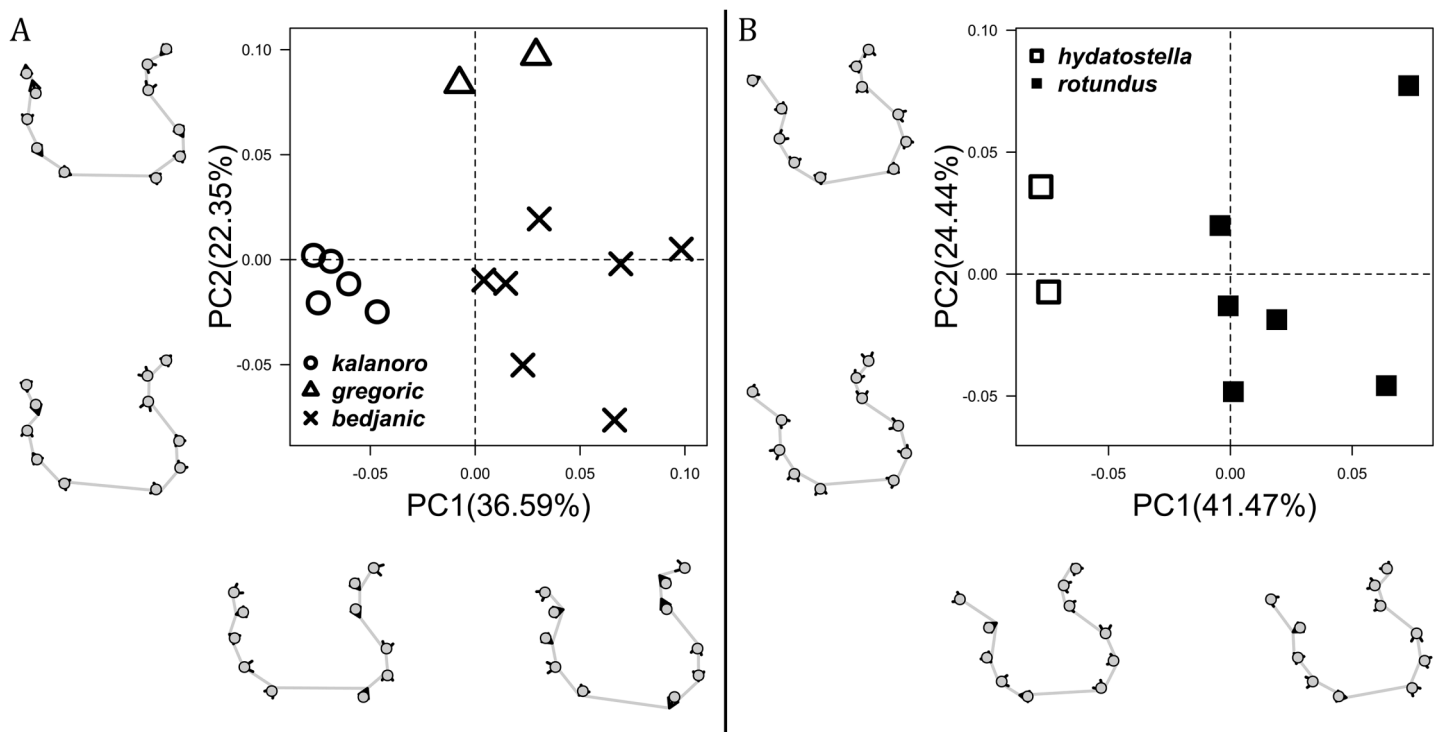 A
0.10
0.05
0.00
-0.05
PC2(22.35%)
kalanoro
gregoric
bedjanic
-0.05
0.00
0.05
0.10
PC1(36.59%)
B
0.10
0.05
0.00
-0.05
PC2(24.44%)
hydatostella
rotundus
-0.05
0.00
0.05
PC1(41.47%)